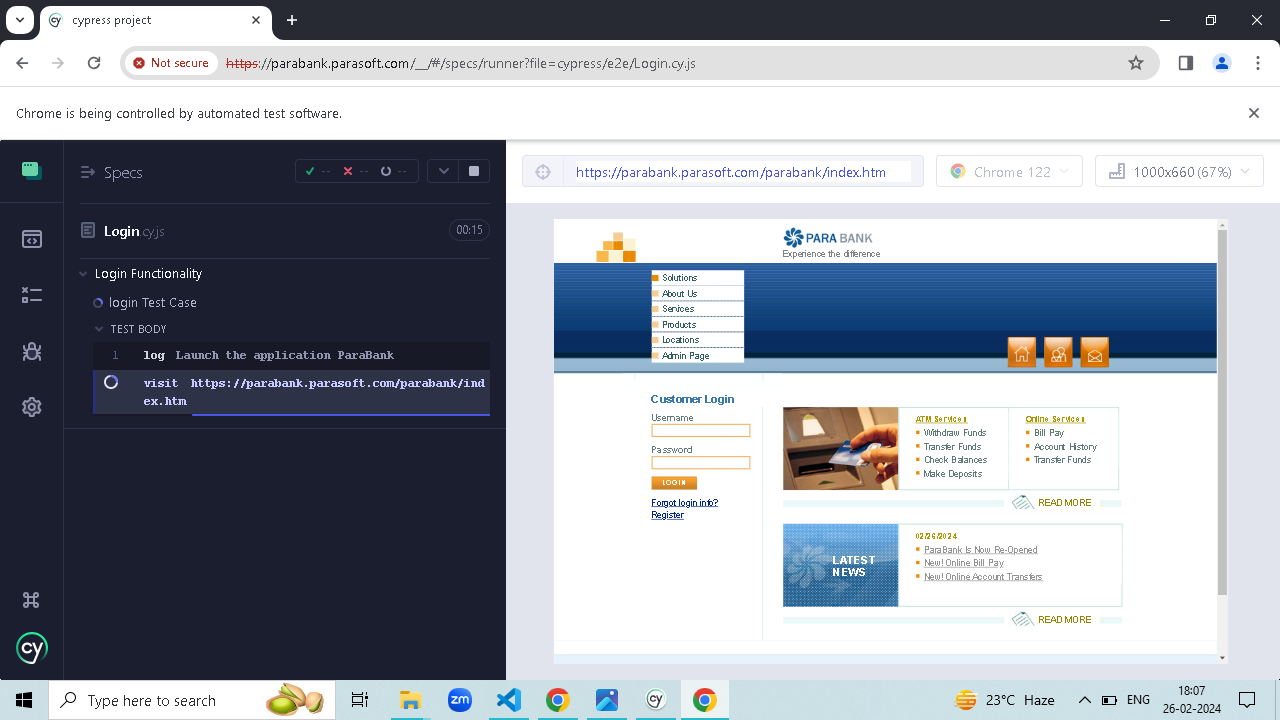 cypress project
Not secure
https://parabank.parasoft.com/__/#/specs/runner?file=cypress/e2e/Login.cy.js
Chrome is being controlled by automated test software.
Specs
--
--
--
https://parabank.parasoft.com/parabank/index.htm
Chrome 122
1000x660 (67%)
Login.cy.js
00:15
Login Functionality
login Test Case
TEST BODY
1 log Launch the application ParaBank
visit https://parabank.parasoft.com/parabank/ind
ex.htm
cy
PARA BANK
Experience the difference
Solutions
About Us
Services
Products
Locations
Admin Page
Customer Login
Username
Password
LOGIN
Forgot login info?
Register
ATM Services
Withdraw Funds
Transfer Funds
Check Balances
Make Deposits
Online Services
Bill Pay
Account History
Transfer Funds
READ MORE
LATEST
NEWS
02/26/2024
ParaBank Is Now Re-Opened
New! Online Bill Pay
New! Online Account Transfers
READ MORE
Type here to search
zm
cy
23°C Haze
ENG
18:07
26-02-2024